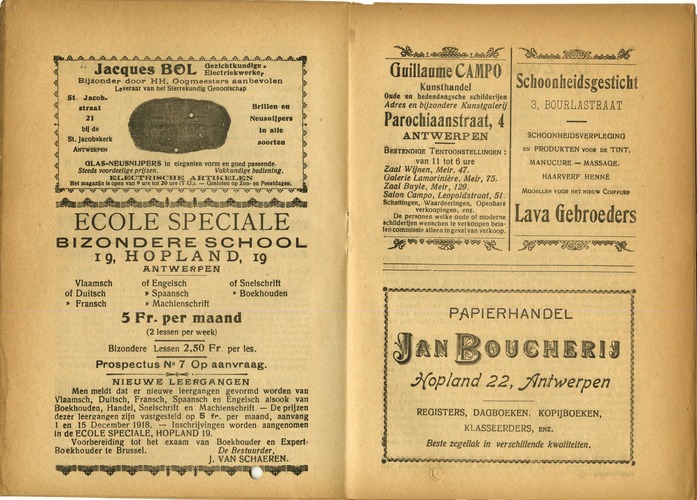 Jacques BOL Gezichtkundige - Electriekwerker
Bijzonder door HH. Oogmeesters aanbevolen
Leveraar van het Sterrekundig Genootschap
St. Jacob-
straat
21
bij de
St. Jacobskerk
ANTWERPEN
Brillen en
Neusnijpers
in alle
soorten
GLAS-NEUSNIJPERS in eleganten vorm en goed passende.
Steeds voordeelige prijzen. Vakkundige bediening.
ELECTRISCHE ARTIKELEN
Het magazijn is open van 9 ure tot 20 ure (T.U.). — Gesloten op Zon- en Feestdagen.
ECOLE SPECIALE
BIZONDERE SCHOOL
19, HOPLAND, 19
ANTWERPEN
Vlaamsch of Engelsch of Snelschrift
of Duitsch » Spaansch » Boekhouden
» Fransch » Machienschrift
5 Fr. per maand
(2 lessen per week)
Bizondere Lessen 2,50 Fr. per les.
Prospectus No 7 Op aanvraag.
NIEUWE LEERGANGEN
Men meldt dat er nieuwe leergangen gevormd worden van
Vlaamsch, Duitsch, Fransch, Spaansch en Engelsch alsook van
Boekhouden, Handel, Snelschrift en Machienschrift — De prijzen
dezer leergangen zijn vastgesteld op 5 fr. per maand, aanvang
1 en 15 December 1918. — Inschrijvingen worden aangenomen
in de ECOLE SPECIALE, HOPLAND 19.
Voorbereiding tot het examen van Boekhouder en Expert-
Boekhouder te Brussel. De Bestuurder,
J. VAN SCHAEREN.
Guillaume CAMPO
Kunsthandel
Oude en hedendaagsche schilderijen
Adres en bijzondere Kunstgalerij
Parochiaanstraat, 4
ANTWERPEN
BESTENDIGE TENTOONSTELLINGEN :
van 11 tot 6 ure
Zaal Wijnen, Meir, 47.
Galerie Lamorinière, Meir, 75.
Zaal Buyle, Meir, 129.
Salon Campo, Leopoldstraat, 51.
Schattingen, Waardeeringen, Openbare
verkoopingen, enz.
De personen welke oude of moderne
schilderijen wenschen te verkoopen beta-
len commissie alleen ingeval van verkoop.
Schoonheidsgesticht
3, BOURLASTRAAT
SCHOONHEIDSVERPLEGING
EN PRODUKTEN VOOR DE TINT,
MANUCURE — MASSAGE.
HAARVERF HENNÉ
MODELLEN VOOR HET NIEUW COIFFURE
Lava Gebroeders
PAPIERHANDEL
JAN BOUCHERIJ
Hopland 22, Antwerpen
REGISTERS, DAGBOEKEN, KOPIJBOEKEN,
KLASSEERDERS, ENZ.
Beste zegellak in verschillende kwaliteiten.